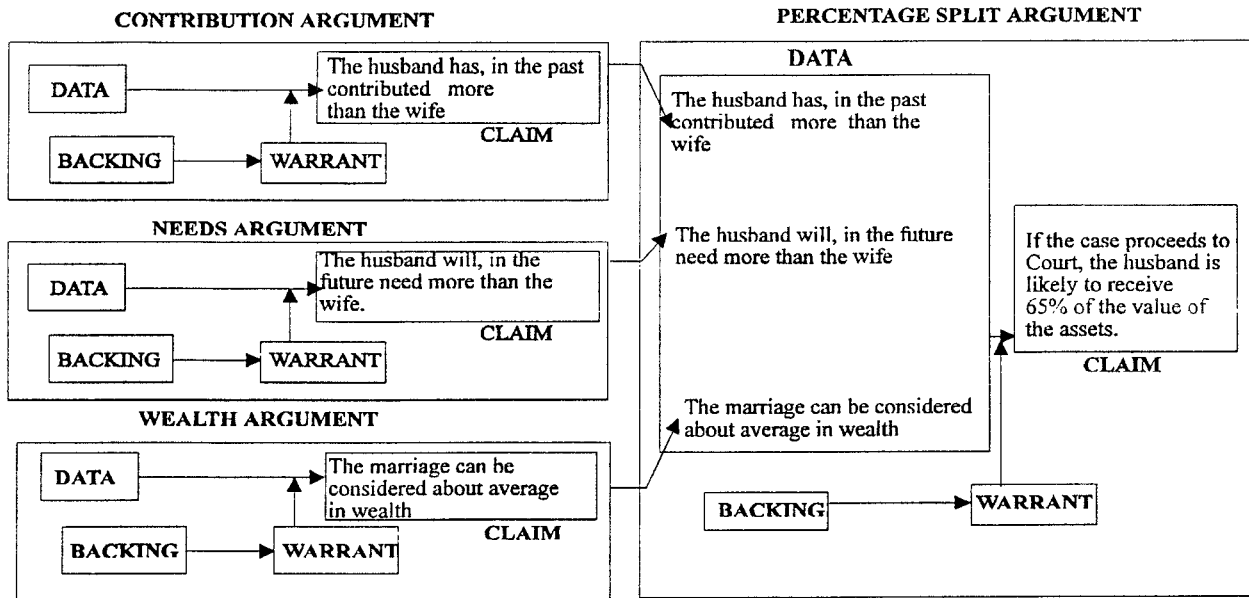 CONTRIBUTION ARGUMENT
DATA
The husband has, in the past
contributed more
than the wife
CLAIM
BACKING
WARRANT
NEEDS ARGUMENT
DATA
The husband will, in the
future need more than the
wife.
CLAIM
BACKING
WARRANT
WEALTH ARGUMENT
DATA
The marriage can be
considered about average
in wealth
CLAIM
BACKING
WARRANT
PERCENTAGE SPLIT ARGUMENT
DATA
The husband has, in the past
contributed more than the
wife
The husband will, in the future
need more than the wife
The marriage can be considered
about average in wealth
If the case proceeds to
Court, the husband is
likely to receive
65% of the value of
the assets.
CLAIM
BACKING
WARRANT